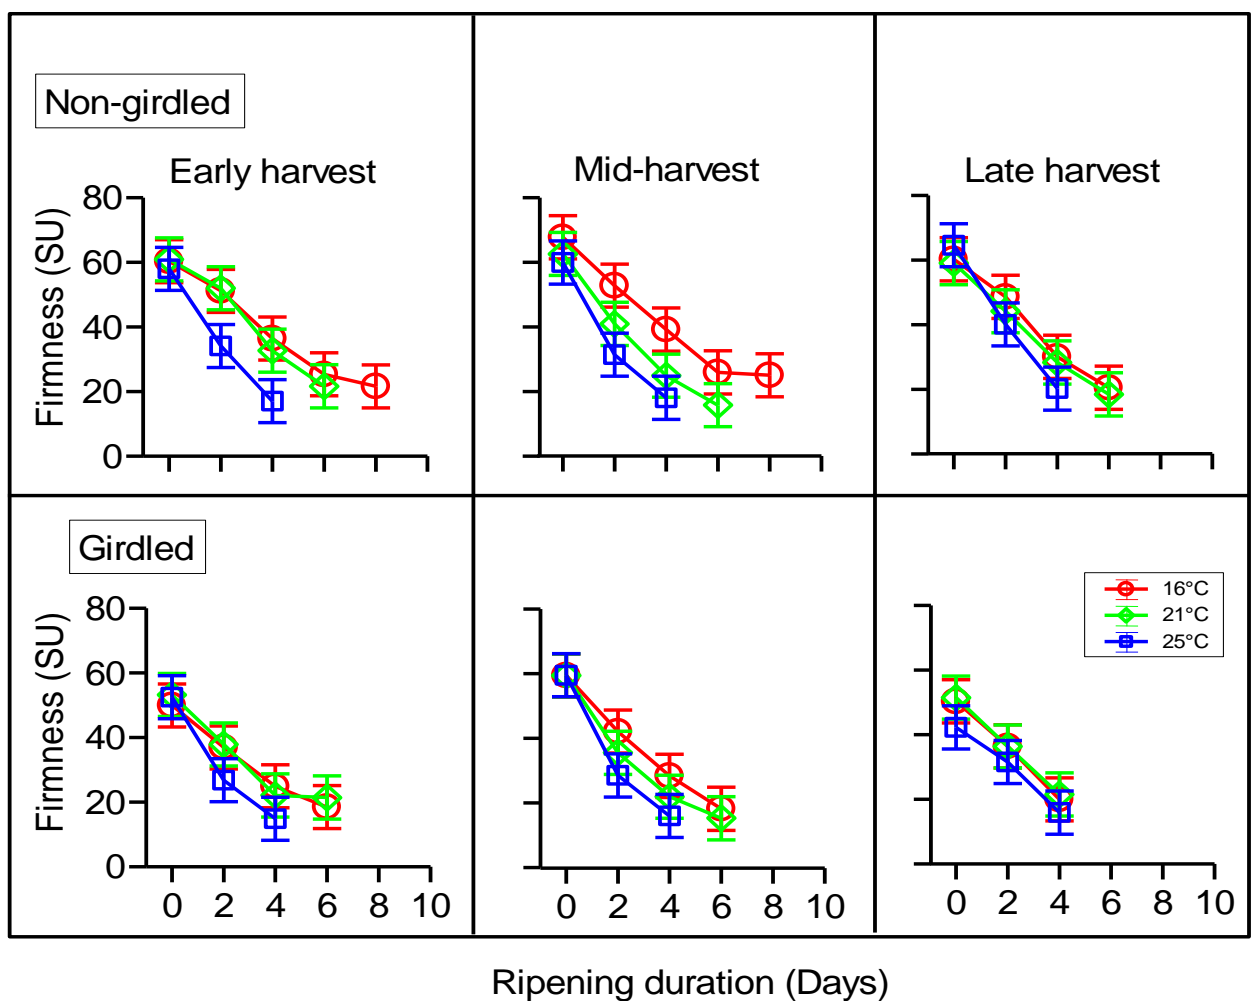 Non-girdled
Early harvest
Mid-harvest
Late harvest
Firmness (SU)
80
60
40
20
0
Girdled
16°C
21°C
25°C
Firmness (SU)
80
60
40
20
0
0 2 4 6 8 10
0 2 4 6 8 10
0 2 4 6 8 10
Ripening duration (Days)